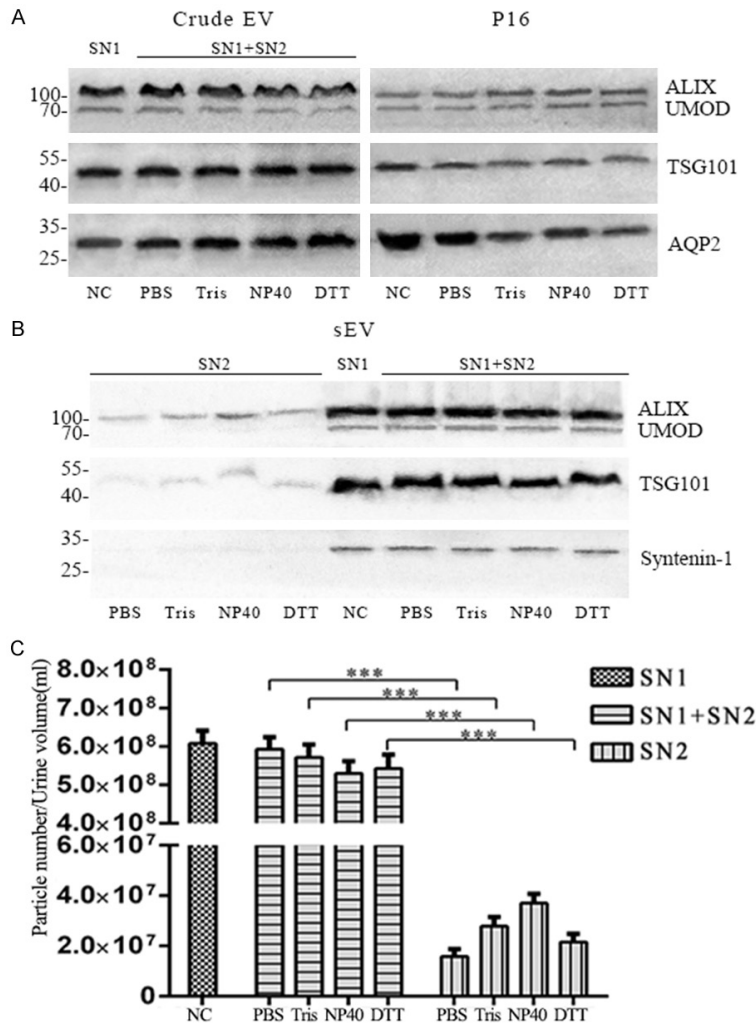 A
Crude EV P16
SN1 SN1+SN2
100- ALIX
70- UMOD
55- TSG101
40-
35- AQP2
25-
NC PBS Tris NP40 DTT NC PBS Tris NP40 DTT
B
sEV
SN2 SN1 SN1+SN2
100- ALIX
70- UMOD
55- TSG101
40-
35- Syntenin-1
25-
PBS Tris NP40 DTT NC PBS Tris NP40 DTT
C
Particle number/Urine volume(ml)
8.0×10⁸
7.0×10⁸
6.0×10⁸
5.0×10⁸
4.0×10⁸
6.0×10⁷
4.0×10⁷
2.0×10⁷
0
***
***
***
***
SN1
SN1+SN2
SN2
NC PBS Tris NP40 DTT PBS Tris NP40 DTT